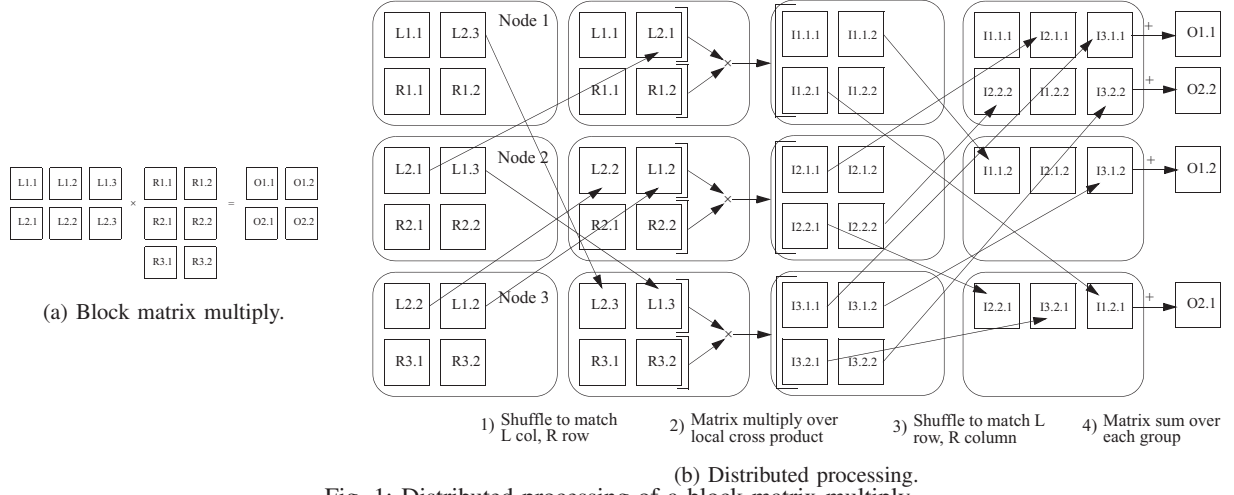 L1.1 L1.2 L1.3 × R1.1 R1.2 = O1.1 O1.2
L2.1 L2.2 L2.3 R2.1 R2.2 O2.1 O2.2
R3.1 R3.2
(a) Block matrix multiply.
Node 1
L1.1 L2.3
R1.1 R1.2
L1.1 L2.1
R1.1 R1.2
×
I1.1.1 I1.1.2
I1.2.1 I1.2.2
I1.1.1 I2.1.1 I3.1.1 + O1.1
I2.2.2 I1.2.2 I3.2.2 + O2.2
Node 2
L2.1 L1.3
R2.1 R2.2
L2.2 L1.2
R2.1 R2.2
×
I2.1.1 I2.1.2
I2.2.1 I2.2.2
I1.1.2 I2.1.2 I3.1.2 + O1.2
Node 3
L2.2 L1.2
R3.1 R3.2
L2.3 L1.3
R3.1 R3.2
×
I3.1.1 I3.1.2
I3.2.1 I3.2.2
I2.2.1 I3.2.1 I1.2.1 + O2.1
1) Shuffle to match
L col, R row
2) Matrix multiply over
local cross product
3) Shuffle to match L
row, R column
4) Matrix sum over
each group
(b) Distributed processing.
Fig. 1: Distributed processing of a block matrix multiply